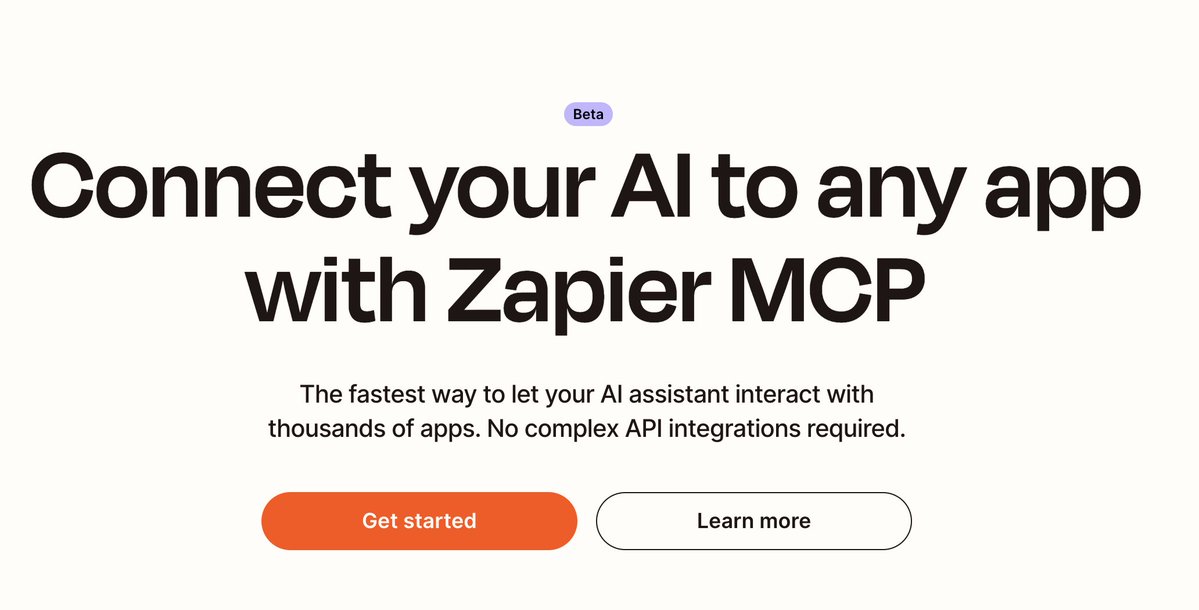 Beta
Connect your AI to any app
with Zapier MCP
The fastest way to let your AI assistant interact with
thousands of apps. No complex API integrations required.
Get started
Learn more